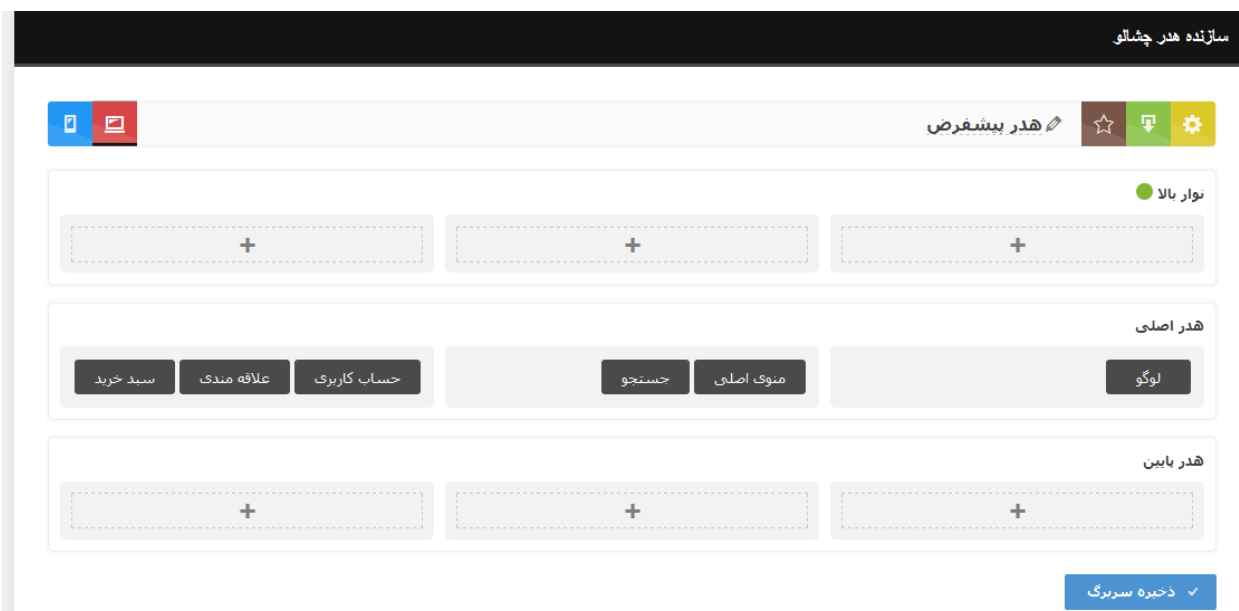 سازنده هدر چشالو
هدر پیشفرض
نوار بالا
+ + +
هدر اصلی
لوگو منوی اصلی جستجو حساب کاربری علاقه مندی سبد خرید
هدر پایین
+ + +
ذخیره سربرگ